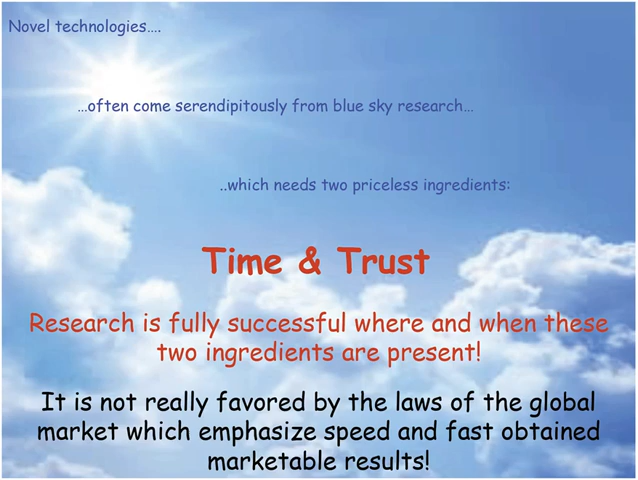 Novel technologies....
...often come serendipitously from blue sky research...
..which needs two priceless ingredients:
Time & Trust
Research is fully successful where and when these
two ingredients are present!
It is not really favored by the laws of the global
market which emphasize speed and fast obtained
marketable results!